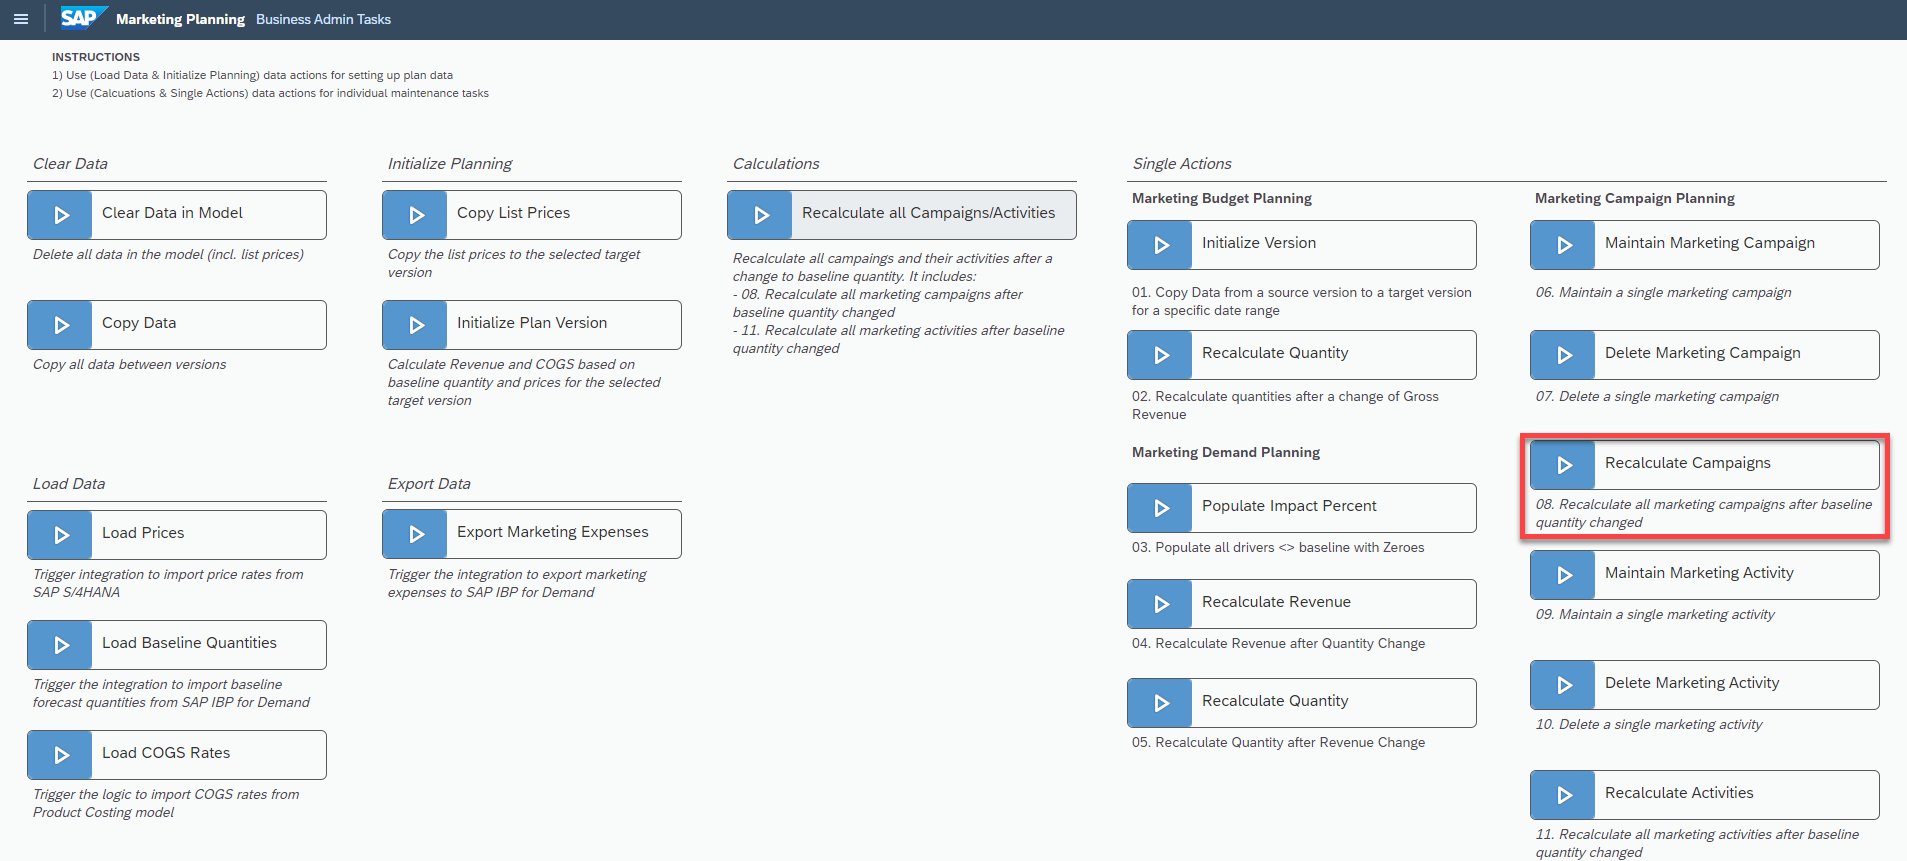 SAP Marketing Planning Business Admin Tasks
INSTRUCTIONS
1) Use (Load Data & Initialize Planning) data actions for setting up plan data
2) Use (Calcuations & Single Actions) data actions for individual maintenance tasks
Clear Data
Clear Data in Model
Delete all data in the model (incl. list prices)
Copy Data
Copy all data between versions
Load Data
Load Prices
Trigger integration to import price rates from
SAP S/4HANA
Load Baseline Quantities
Trigger the integration to import baseline
forecast quantities from SAP IBP for Demand
Load COGS Rates
Trigger the logic to import COGS rates from
Product Costing model
Initialize Planning
Copy List Prices
Copy the list prices to the selected target
version
Initialize Plan Version
Calculate Revenue and COGS based on
baseline quantity and prices for the selected
target version
Export Data
Export Marketing Expenses
Trigger the integration to export marketing
expenses to SAP IBP for Demand
Calculations
Recalculate all Campaigns/Activities
Recalculate all campaings and their activities after a
change to baseline quantity. It includes:
- 08. Recalculate all marketing campaigns after
baseline quantity changed
- 11. Recalculate all marketing activities after baseline
quantity changed
Single Actions
Marketing Budget Planning
Initialize Version
01. Copy Data from a source version to a target version
for a specific date range
Recalculate Quantity
02. Recalculate quantities after a change of Gross
Revenue
Marketing Demand Planning
Populate Impact Percent
03. Populate all drivers <> baseline with Zeroes
Recalculate Revenue
04. Recalculate Revenue after Quantity Change
Recalculate Quantity
05. Recalculate Quantity after Revenue Change
Marketing Campaign Planning
Maintain Marketing Campaign
06. Maintain a single marketing campaign
Delete Marketing Campaign
07. Delete a single marketing campaign
Recalculate Campaigns
08. Recalculate all marketing campaigns after baseline
quantity changed
Maintain Marketing Activity
09. Maintain a single marketing activity
Delete Marketing Activity
10. Delete a single marketing activity
Recalculate Activities
11. Recalculate all marketing activities after baseline
quantity changed